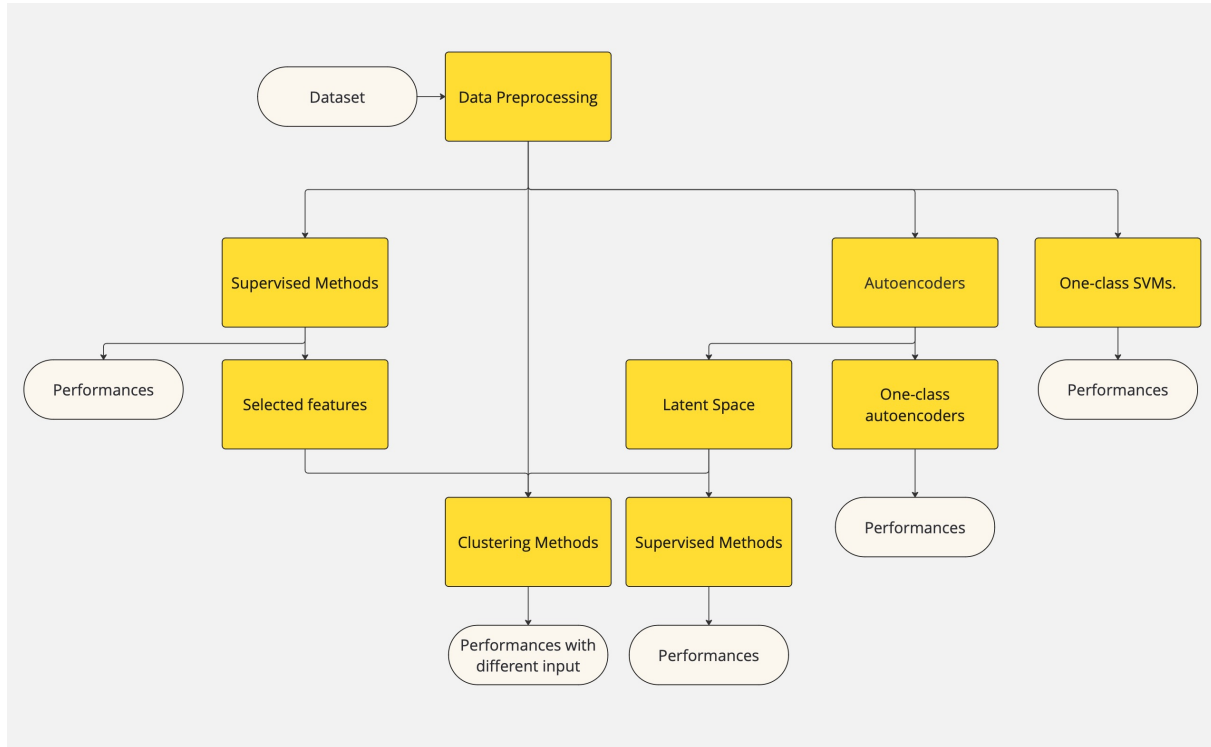 Dataset
Data Preprocessing
Supervised Methods
Autoencoders
One-class SVMs.
Performances
Selected features
Latent Space
One-class
autoencoders
Performances
Clustering Methods
Supervised Methods
Performances
Performances with
different input
Performances